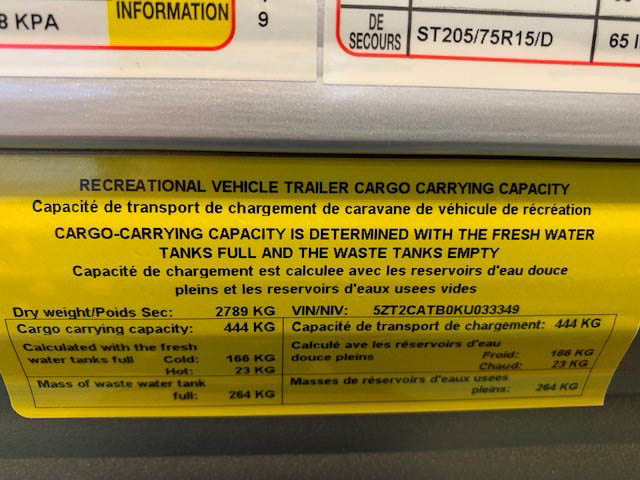 8 KPA
INFORMATION
9
DE
SECOURS
ST205/75R15/D
RECREATIONAL VEHICLE TRAILER CARGO CARRYING CAPACITY
Capacité de transport de chargement de caravane de véhicule de récréation
CARGO-CARRYING CAPACITY IS DETERMINED WITH THE FRESH WATER
TANKS FULL AND THE WASTE TANKS EMPTY
Capacité de chargement est calculee avec les reservoirs d'eau douce
pleins et les reservoirs d'eaux usees vides
Dry weight/Poids Sec: 2789 KG VIN/NIV: 5ZT2CATB0KU033349
Cargo carrying capacity: 444 KG
Calculated with the fresh
water tanks full Cold: 166 KG
Hot: 23 KG
Mass of waste water tank
full: 264 KG
Capacité de transport de chargement: 444 KG
Calculé ave les réservoirs d'eau
douce pleins Froid: 166 KG
Chaud: 23 KG
Masses de réservoirs d'eaux usees
pleins: 264 KG